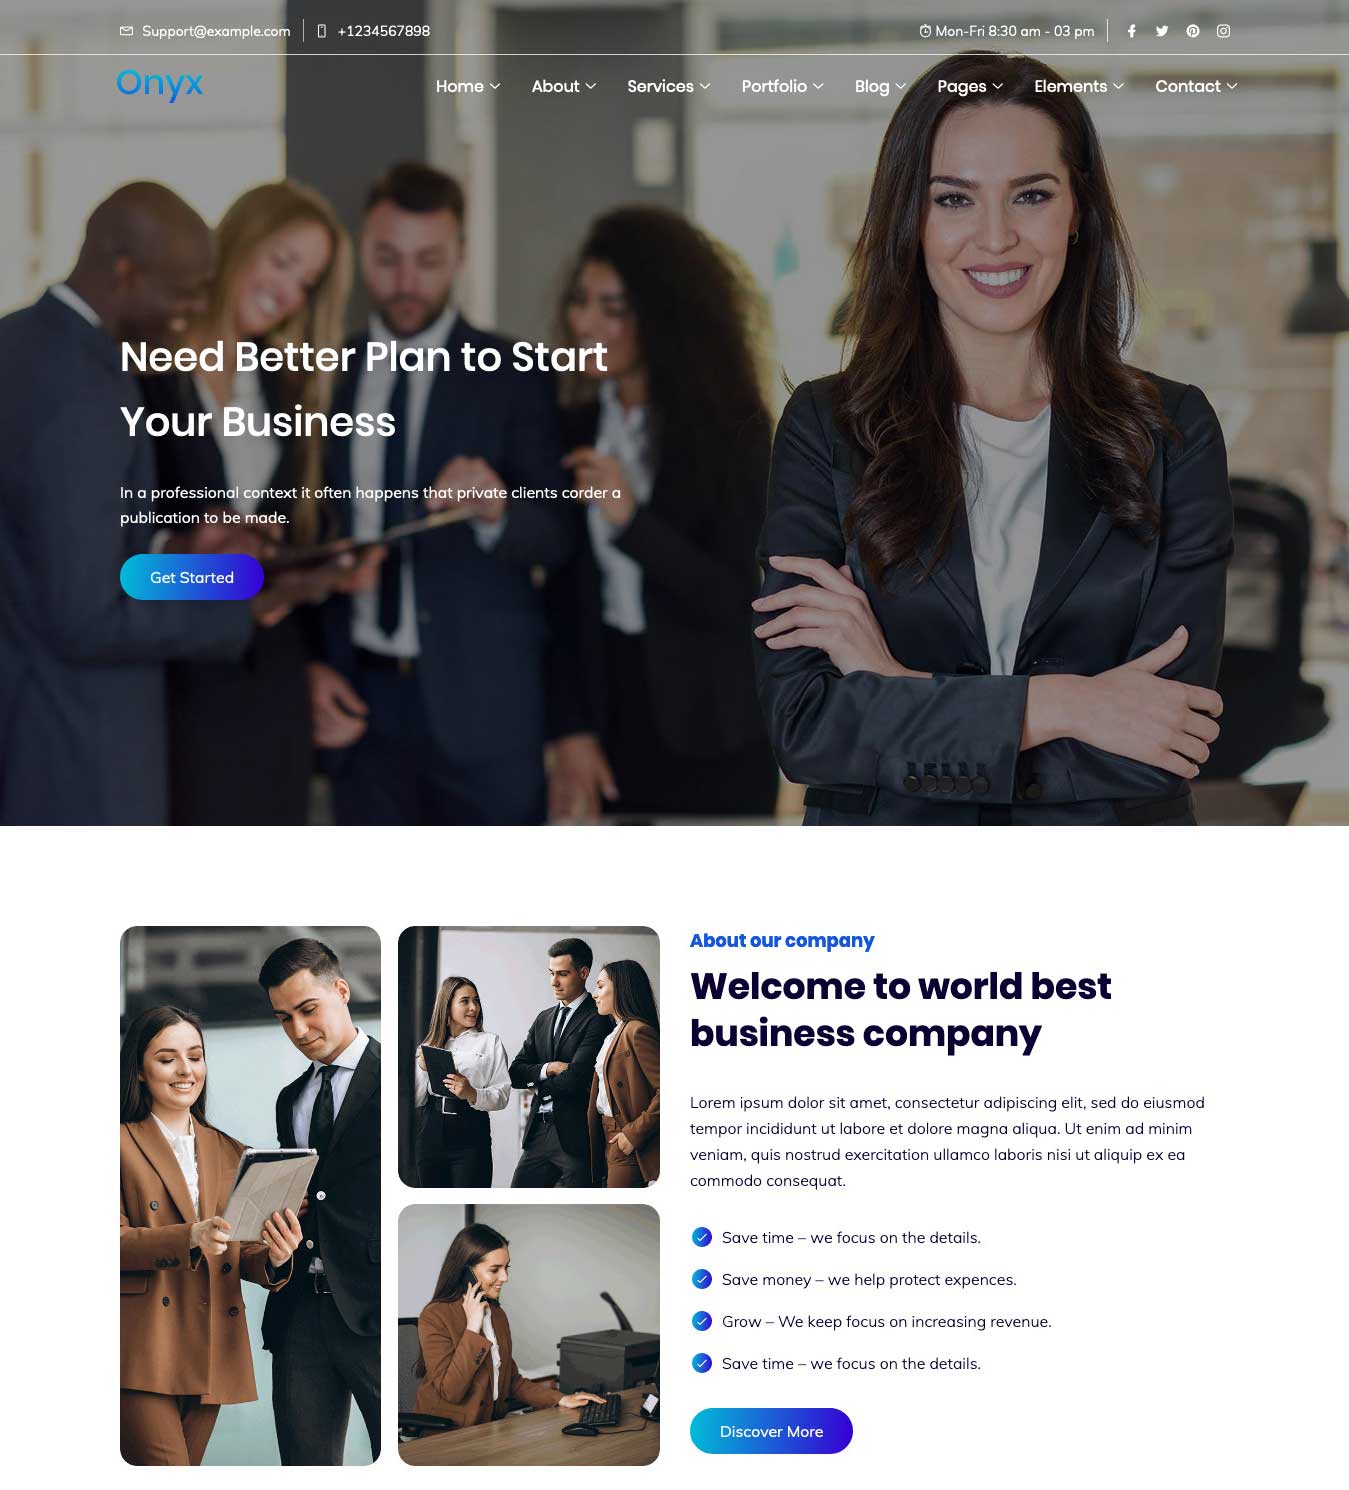 Support@example.com
+1234567898
Mon-Fri 8:30 am - 03 pm
Onyx
Home
About
Services
Portfolio
Blog
Pages
Elements
Contact
Need Better Plan to Start
Your Business
In a professional context it often happens that private clients corder a
publication to be made.
Get Started
About our company
Welcome to world best
business company
Lorem ipsum dolor sit amet, consectetur adipiscing elit, sed do eiusmod
tempor incididunt ut labore et dolore magna aliqua. Ut enim ad minim
veniam, quis nostrud exercitation ullamco laboris nisi ut aliquip ex ea
commodo consequat.
Save time – we focus on the details.
Save money – we help protect expences.
Grow – We keep focus on increasing revenue.
Save time – we focus on the details.
Discover More